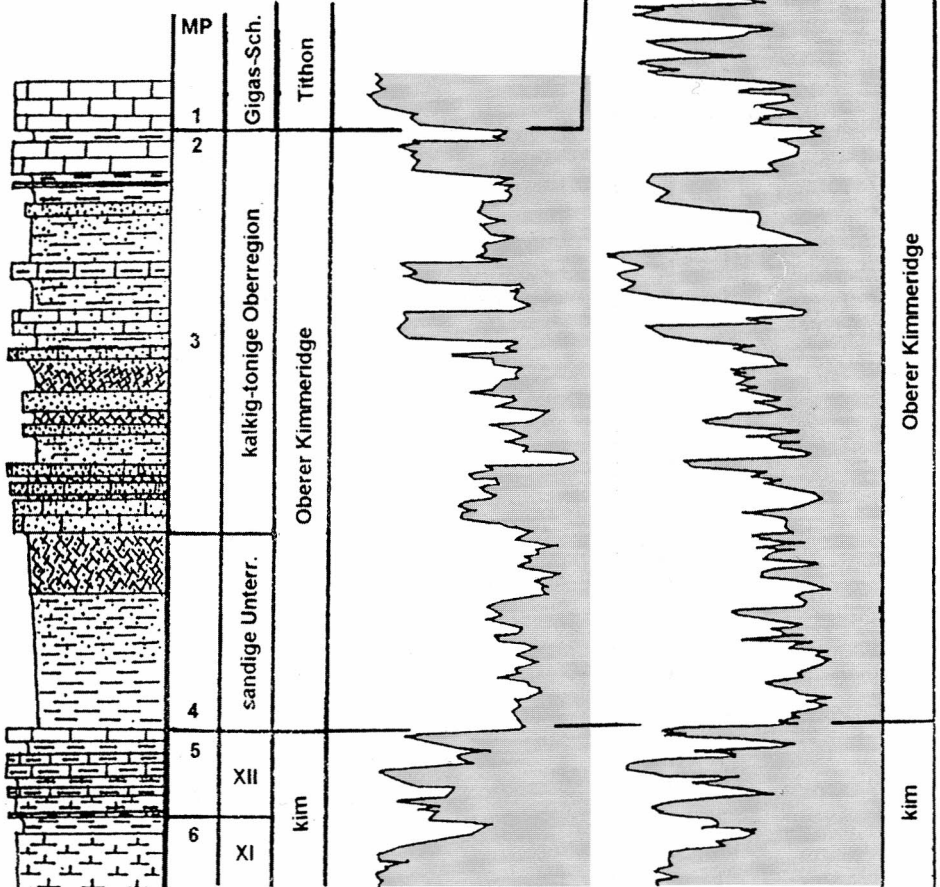 MP
Gigas-Sch.
Tithon
1
2
3
kalkig-tonige Oberregion
Oberer Kimmeridge
Oberer Kimmeridge
sandige Unterr.
4
5
XII
kim
kim
6
XI